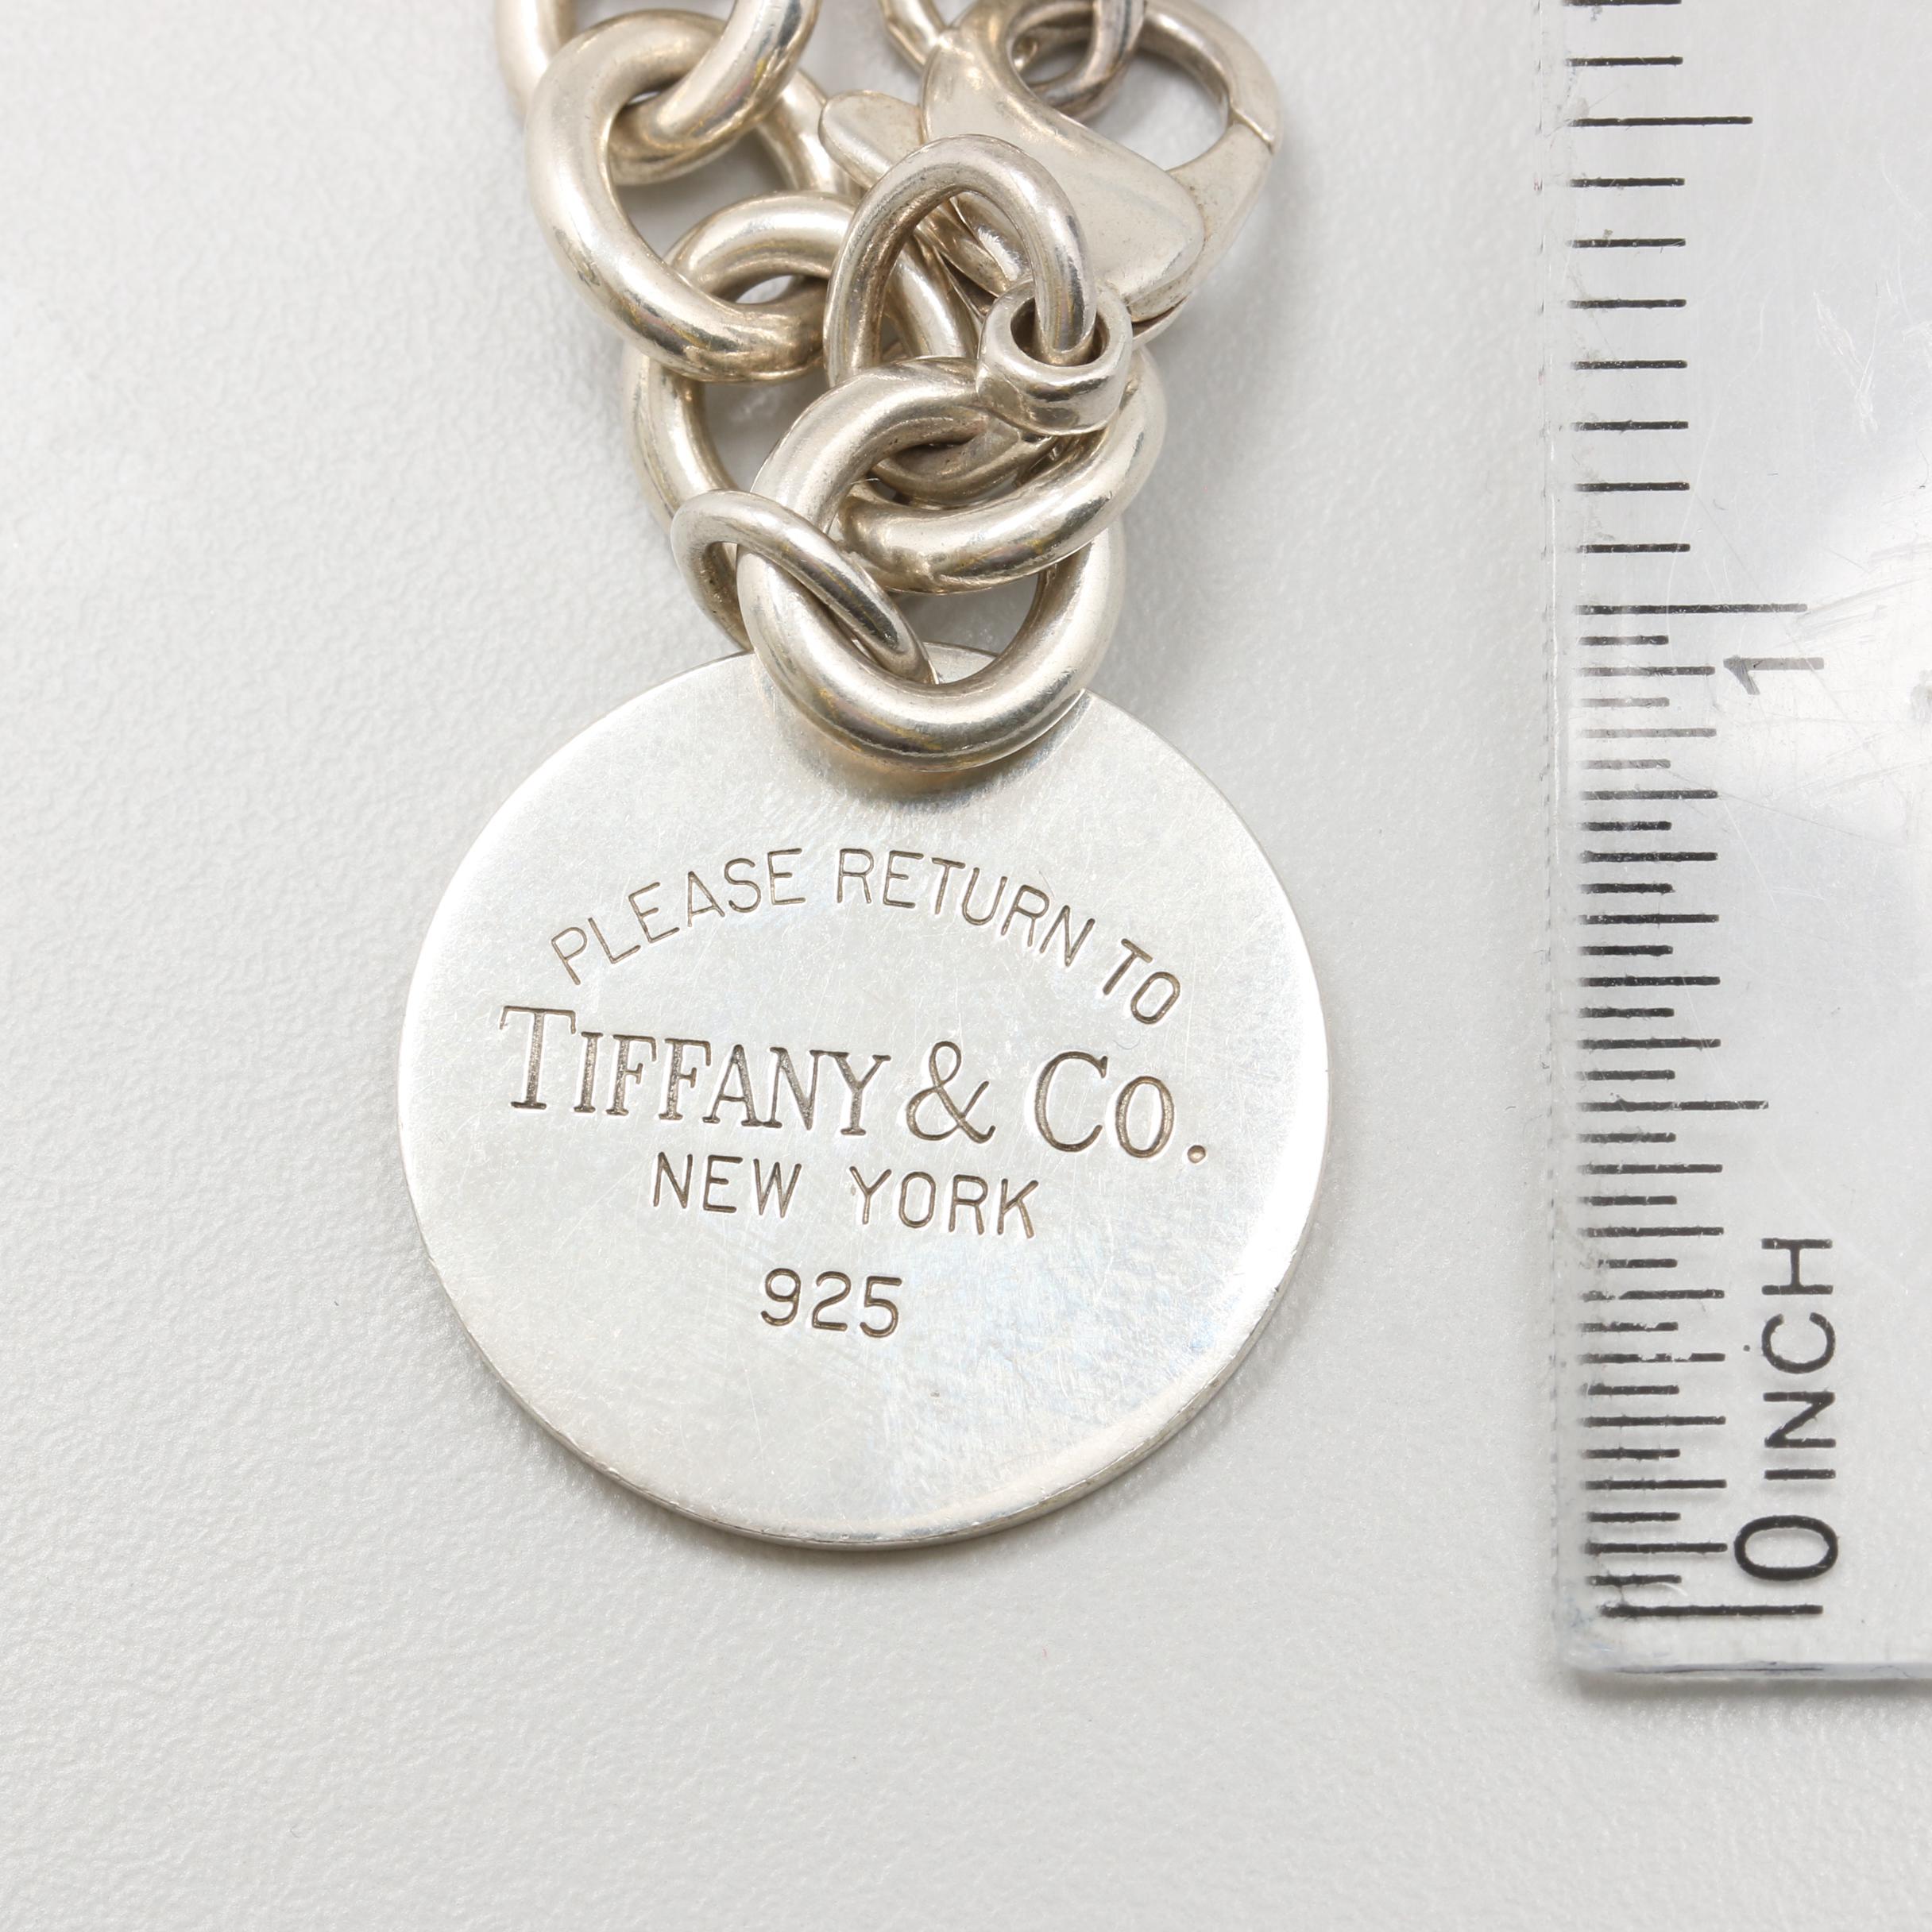 PLEASE RETURN TO
TIFFANY & CO.
NEW YORK
925
1
0 INCH